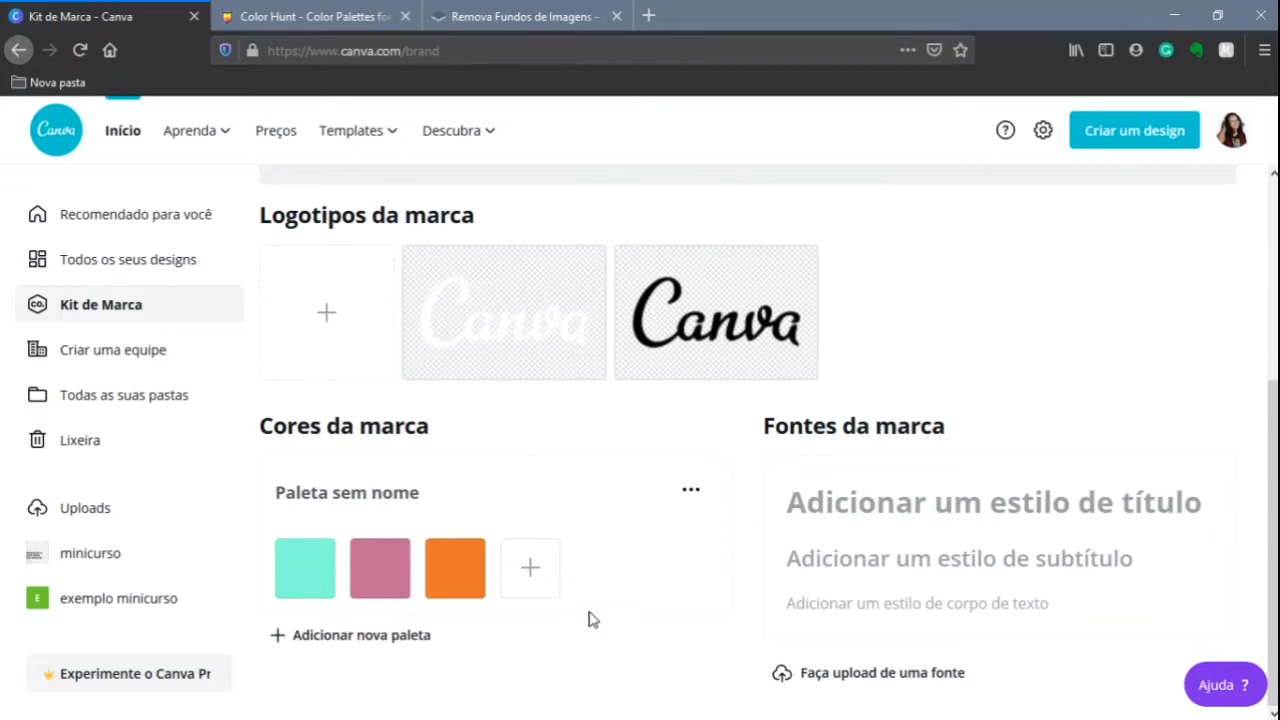 Kit de Marca - Canva
Color Hunt - Color Palettes for
Remova Fundos de Imagens –
https://www.canva.com/brand
Nova pasta
Canva
Início
Aprenda
Preços
Templates
Descubra
Criar um design
Recomendado para você
Todos os seus designs
Kit de Marca
Criar uma equipe
Todas as suas pastas
Lixeira
Uploads
minicurso
E
exemplo minicurso
Experimente o Canva Pr
Logotipos da marca
Canva
Canva
Cores da marca
Paleta sem nome
Adicionar nova paleta
Fontes da marca
Adicionar um estilo de título
Adicionar um estilo de subtítulo
Adicionar um estilo de corpo de texto
Faça upload de uma fonte
Ajuda ?